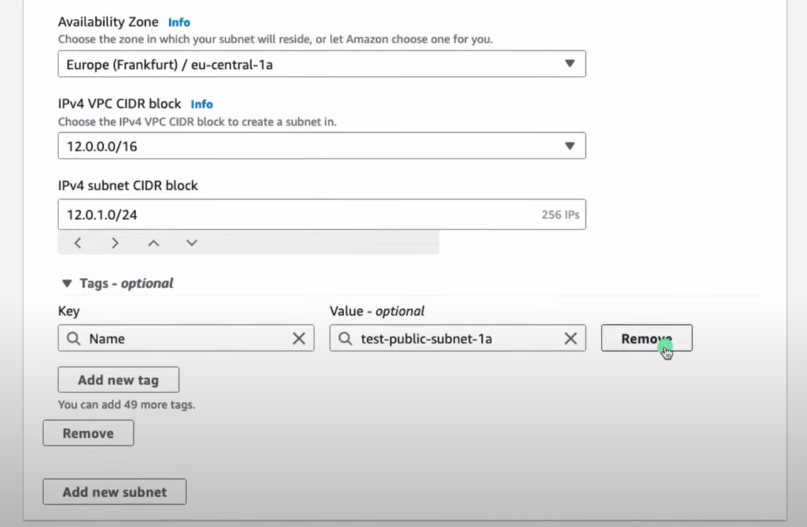 Availability Zone Info
Choose the zone in which your subnet will reside, or let Amazon choose one for you.
Europe (Frankfurt) / eu-central-1a
IPv4 VPC CIDR block Info
Choose the IPv4 VPC CIDR block to create a subnet in.
12.0.0.0/16
IPv4 subnet CIDR block
12.0.1.0/24 256 IPs
Tags - optional
Key Value - optional
Name test-public-subnet-1a Remove
Add new tag
You can add 49 more tags.
Remove
Add new subnet